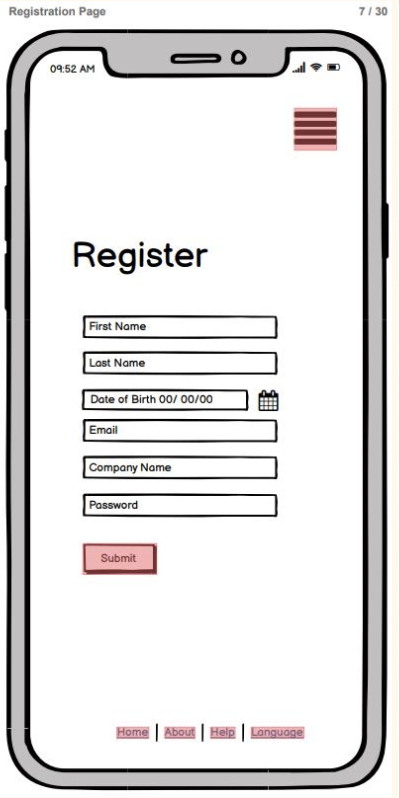 Registration Page 7 / 30
09:52 AM
Register
First Name
Last Name
Date of Birth 00/ 00/00
Email
Company Name
Password
Submit
Home | About | Help | Language